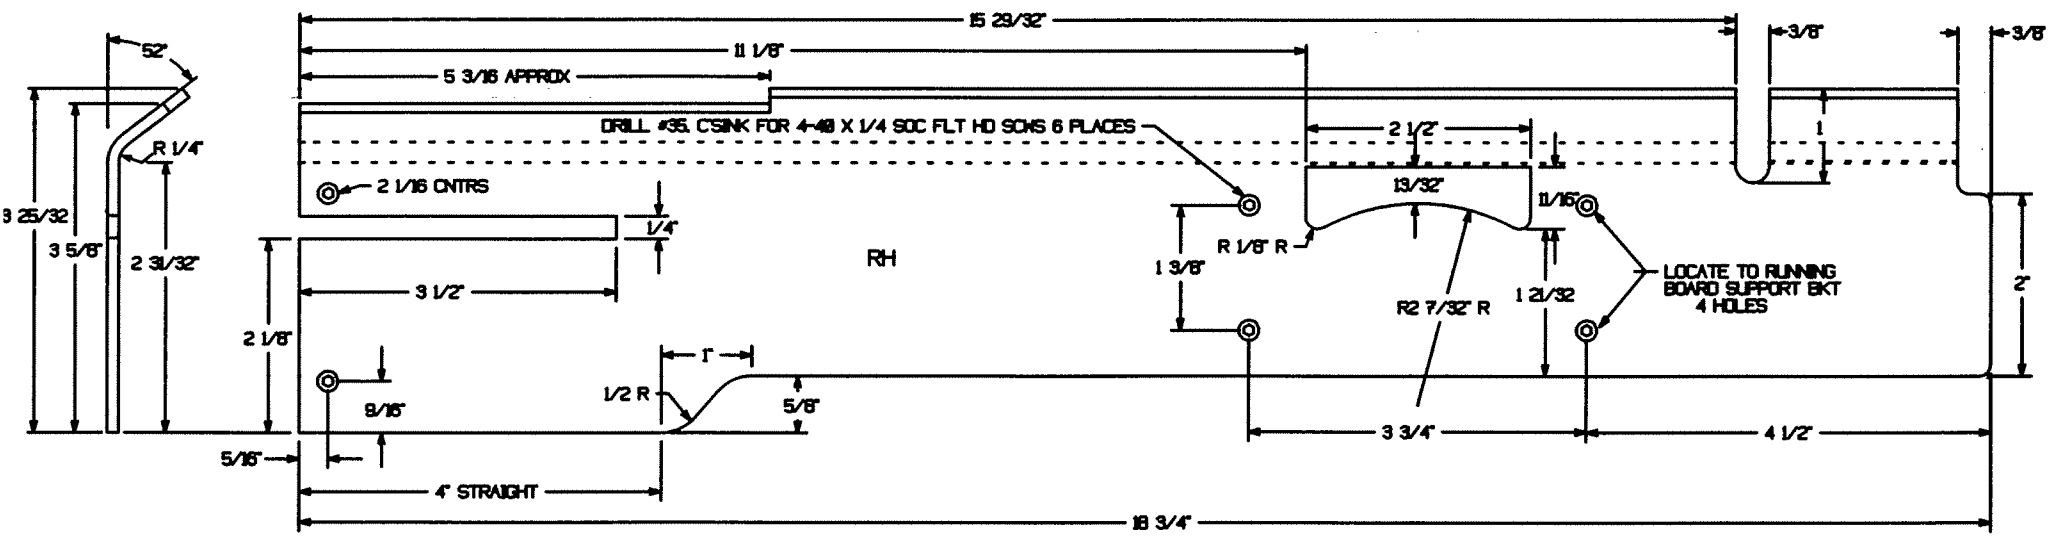 15 29/32"
3/8"
3/8"
52°
11 1/8"
5 3/16 APPROX
DRILL #35. C'SINK FOR 4-40 X 1/4 SOC FLT HD SCWS 6 PLACES
2 1/2"
1
R 1/4"
2 1/16 CNTRS
13/32"
11/16"
3 25/32
1/4"
3 5/8"
2 31/32"
RH
R 1/8" R
1 3/8"
LOCATE TO RUNNING
BOARD SUPPORT BKT
4 HOLES
2"
3 1/2"
1 21/32
R2 7/32" R
2 1/8"
1"
1/2 R
5/8"
9/16"
3 3/4"
4 1/2"
5/16"
4" STRAIGHT
18 3/4"